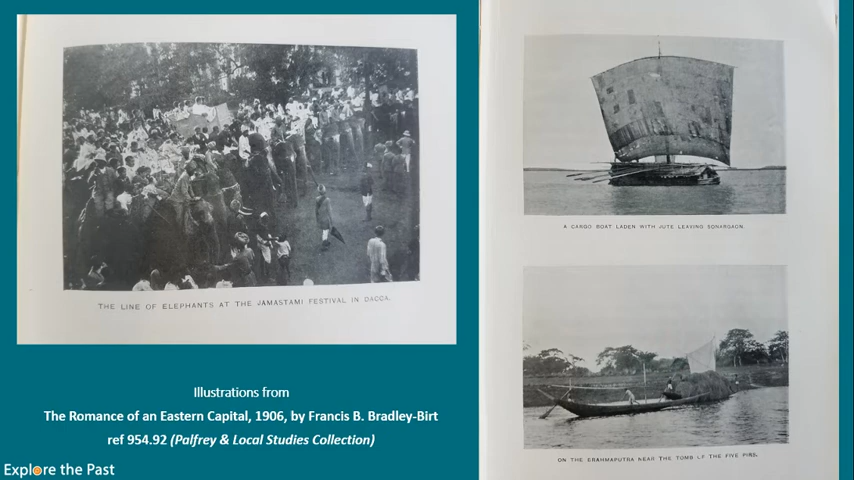 THE LINE OF ELEPHANTS AT THE JAMASTAMI FESTIVAL IN DACCA.
Illustrations from
The Romance of an Eastern Capital, 1906, by Francis B. Bradley-Birt
ref 954.92 (Palfrey & Local Studies Collection)
Explore the Past
A CARGO BOAT LADEN WITH JUTE LEAVING SONARGAON.
ON THE BRAHMAPUTRA NEAR THE TOMB OF THE FIVE PIRS.